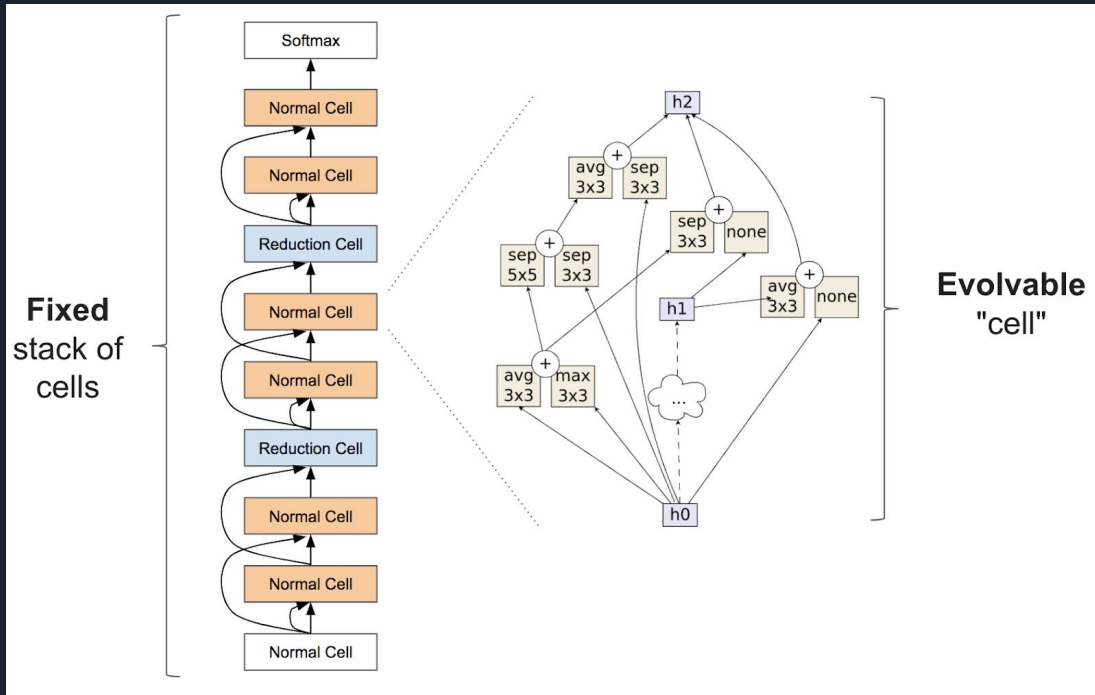 Fixed
stack of
cells
Softmax
Normal Cell
Normal Cell
Reduction Cell
Normal Cell
Normal Cell
Reduction Cell
Normal Cell
Normal Cell
Normal Cell
h2
+
avg
3x3
sep
3x3
+
sep
3x3
none
+
sep
5x5
sep
3x3
+
avg
3x3
none
h1
+
avg
3x3
max
3x3
...
h0
Evolvable
"cell"